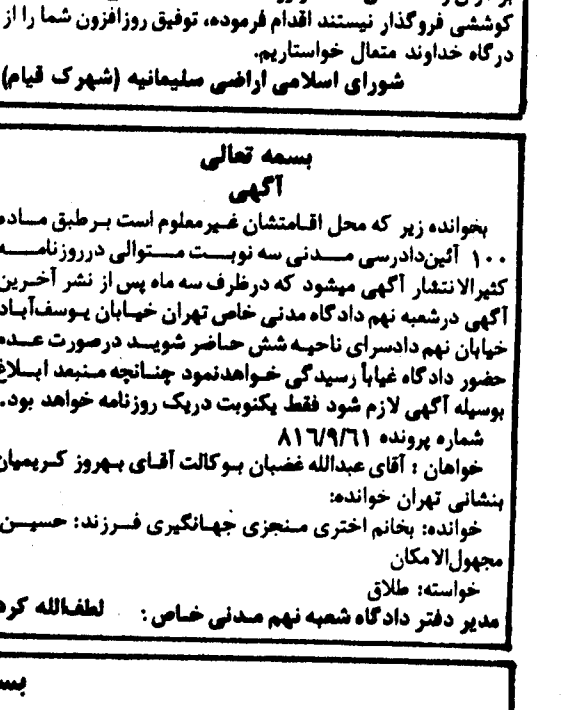 کوششی فروگذار نیستند اقدام فرموده، توفیق روزافزون شما را از
درگاه خداوند متعال خواستاریم.
شورای اسلامی اراضی سلیمانیه (شهرک قیام)
بسمه تعالی
آگهی
بخوانده زیر که محل اقامتشان غیرمعلوم است برطبق ماده
۱۰۰ آئین‌دادرسی مدنی سه نوبت متوالی درروزنامه
کثیرالانتشار آگهی میشود که درظرف سه ماه پس از نشر آخرین
آگهی درشعبه نهم دادگاه مدنی خاص تهران خیابان یوسف‌آباد
خیابان نهم دادسرای ناحیه شش حاضر شوید درصورت عدم
حضور دادگاه غیاباً رسیدگی خواهدنمود چنانچه منبعد ابلاغ
بوسیله آگهی لازم شود فقط یکنوبت دریک روزنامه خواهد بود.
شماره پرونده ۸۱۶/۹/۶۱
خواهان : آقای عبدالله غضبان بوکالت آقای بهروز کریمیان
بنشانی تهران خوانده:
خوانده: بخانم اختری منجزی جهانگیری فرزند: حسین
مجهول‌الامکان
خواسته: طلاق
مدیر دفتر دادگاه شعبه نهم مدنی خاص : لطف‌الله